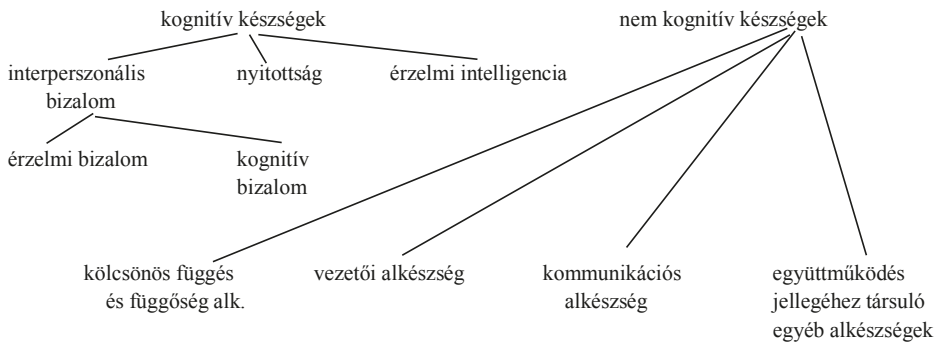 kognitív készségek
nem kognitív készségek
interperszonális
bizalom
nyitottság
érzelmi intelligencia
érzelmi bizalom
kognitív
bizalom
kölcsönös függés
és függőség alk.
vezetői alkészség
kommunikációs
alkészség
együttműködés
jellegéhez társuló
egyéb alkészségek